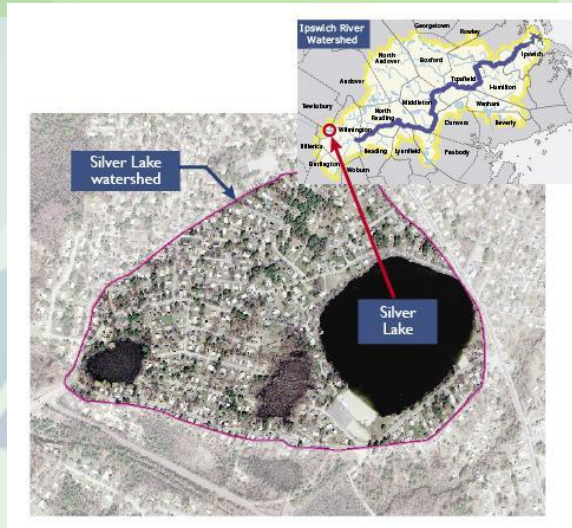 Ipswich River
Watershed
Georgetown
Rowley
North
Andover
Boxford
Ipswich
Andover
Topsfield
Hamilton
Tewksbury
Middleton
North
Reading
Wenham
Wilmington
Danvers
Beverly
Billerica
Reading
Lynnfield
Peabody
Burlington
Woburn
Silver Lake
watershed
Silver
Lake